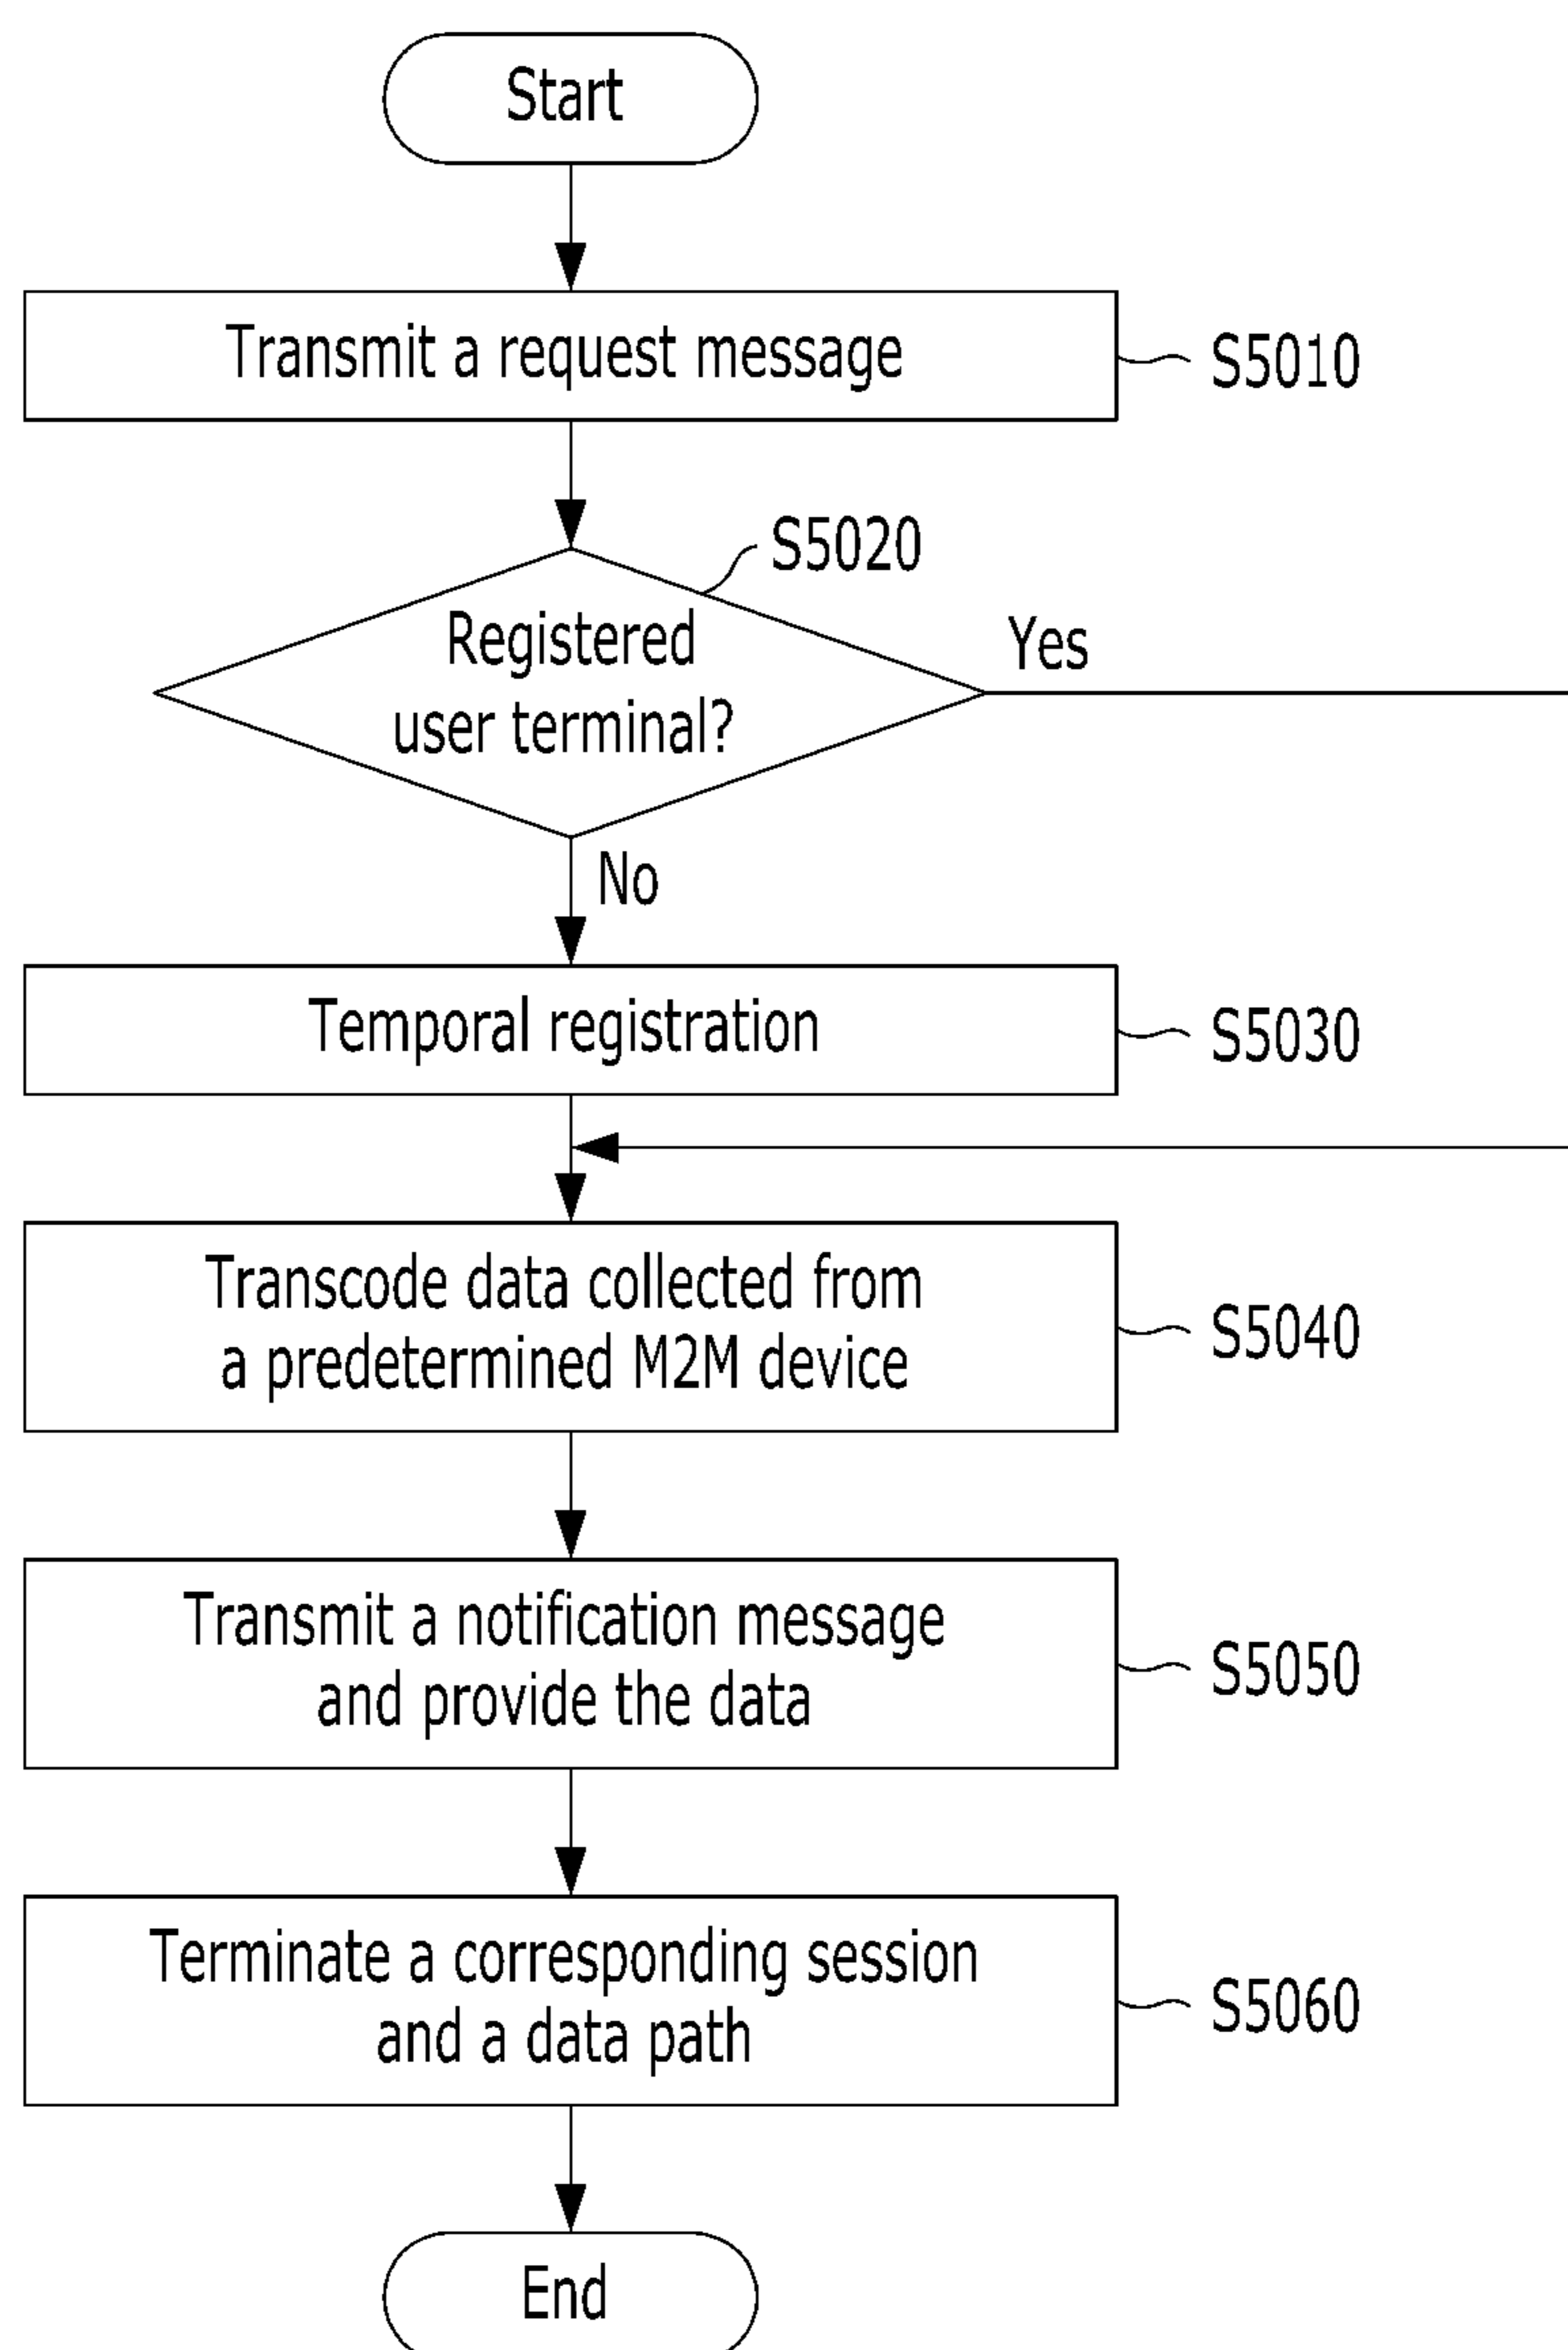 Start
Transmit a request message
S5010
S5020
Registered
user terminal?
Yes
No
Temporal registration
S5030
Transcode data collected from
a predetermined M2M device
S5040
Transmit a notification message
and provide the data
S5050
Terminate a corresponding session
and a data path
S5060
End